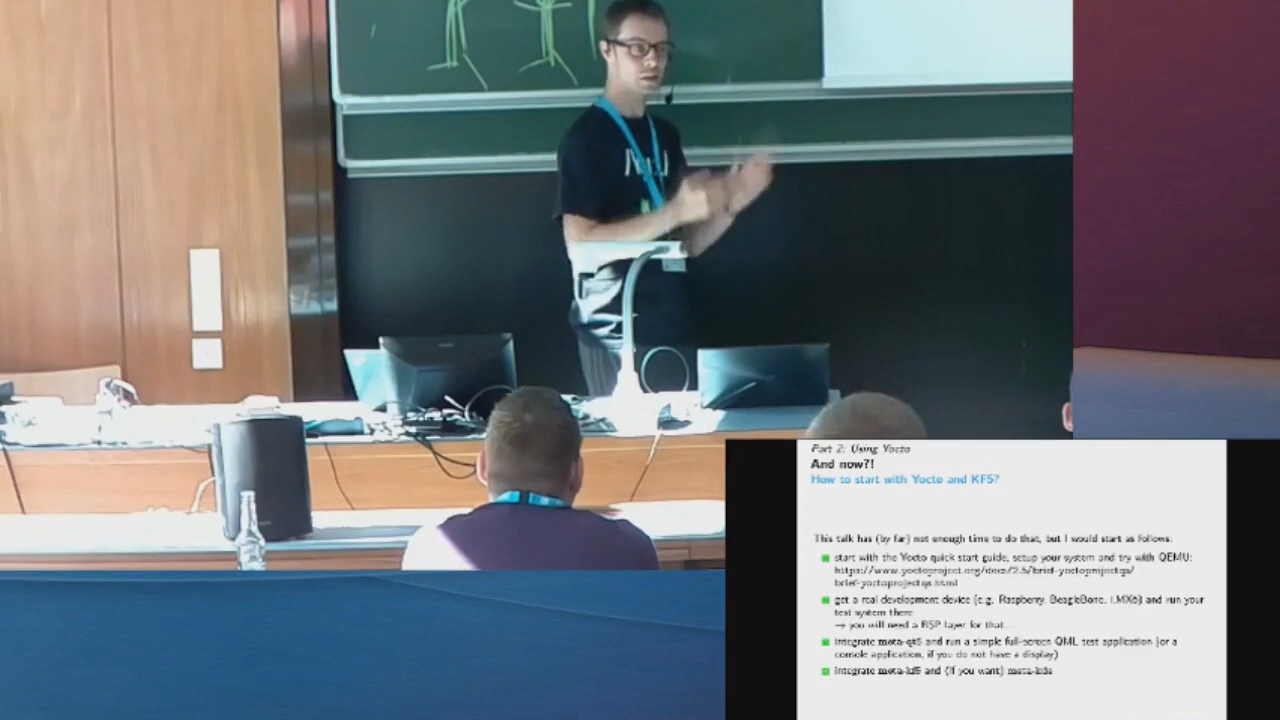 Part 2: Using Yocto
And now?!
How to start with Yocto and KF5?
This talk has (by far) not enough time to do that, but I would start as follows:
start with the Yocto quick start guide, setup your system and try with QEMU:
https://www.yoctoproject.org/docs/2.5/brief-yoctoprojectqs/
brief-yoctoprojectqs.html
get a real development device (e.g. Raspberry, BeagleBone, i.MX6) and run your
test system there
→ you will need a BSP layer for that...
integrate meta-qt5 and run a simple full-screen QML test application (or a
console application, if you do not have a display)
integrate meta-kf5 and (if you want) meta-kde